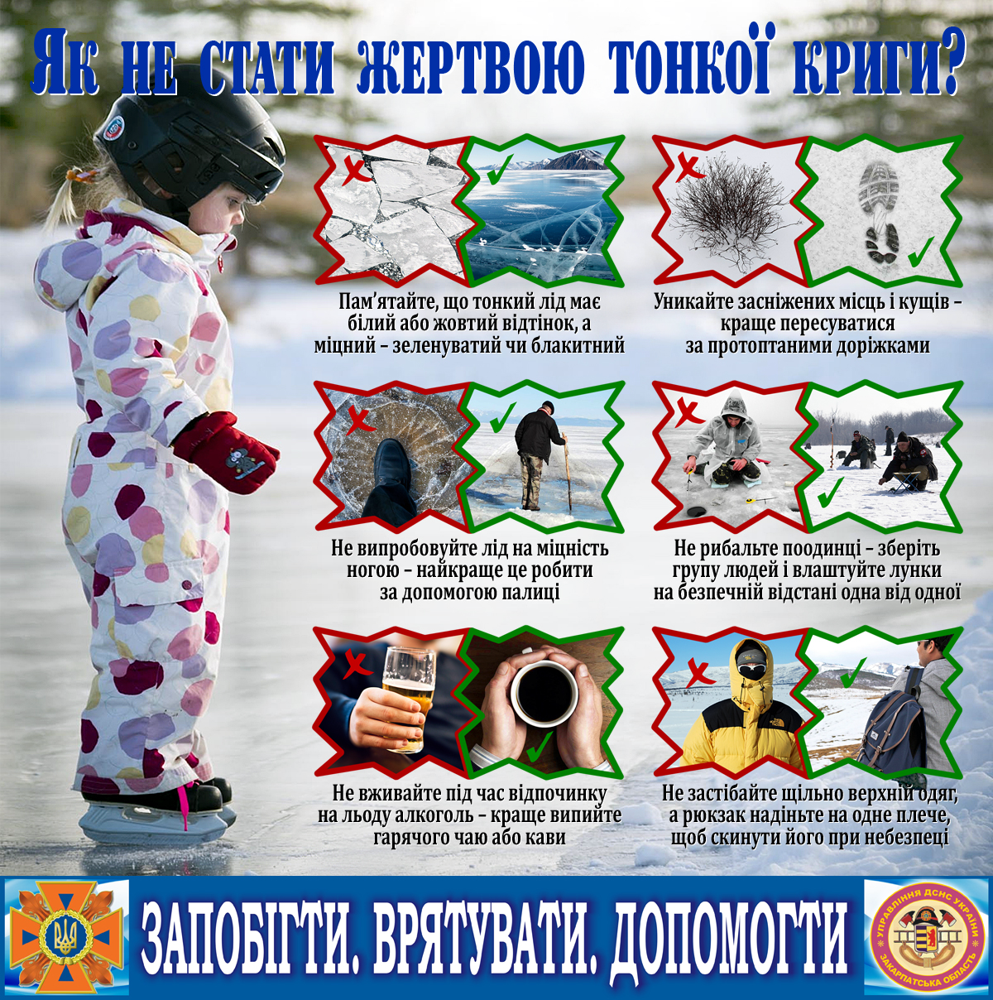 Як не стати жертвою тонкої криги?
Пам’ятайте, що тонкий лід має
білий або жовтий відтінок, а
міцний – зеленуватий чи блакитний
Уникайте засніжених місць і кущів –
краще пересуватися
за протоптаними доріжками
Не випробовуйте лід на міцність
ногою – найкраще це робити
за допомогою палиці
Не рибальте поодинці – зберіть
групу людей і влаштуйте лунки
на безпечній відстані одна від одної
Не вживайте під час відпочинку
на льоду алкоголь – краще випийте
гарячого чаю або кави
Не застібайте щільно верхній одяг,
а рюкзак надіньте на одне плече,
щоб скинути його при небезпеці
ЗАПОБІГТИ. ВРЯТУВАТИ. ДОПОМОГТИ
УПРАВЛІННЯ ДСНС УКРАЇНИ
ЗАКАРПАТСЬКА ОБЛАСТЬ